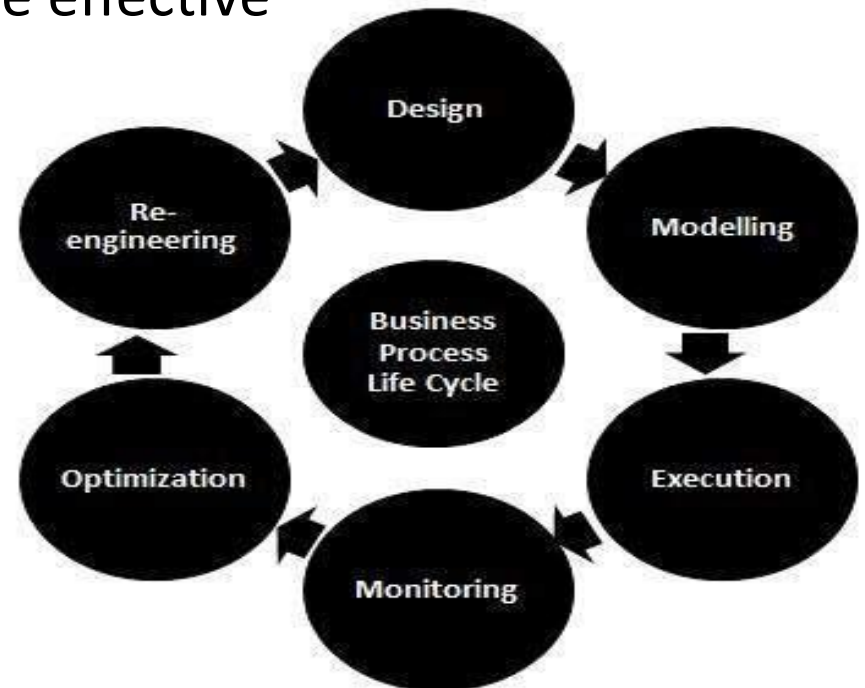 e effective
Design
Modelling
Execution
Monitoring
Optimization
Re-
engineering
Business
Process
Life Cycle